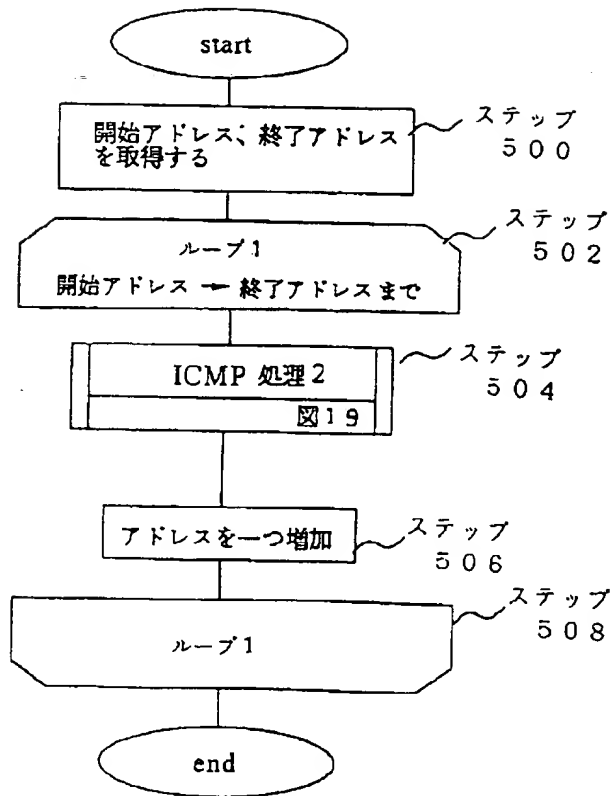 start
開始アドレス、終了アドレス
を取得する
ステップ
500
ループ1
開始アドレス → 終了アドレスまで
ステップ
502
ICMP 処理2
図19
ステップ
504
アドレスを一つ増加
ステップ
506
ループ1
ステップ
508
end